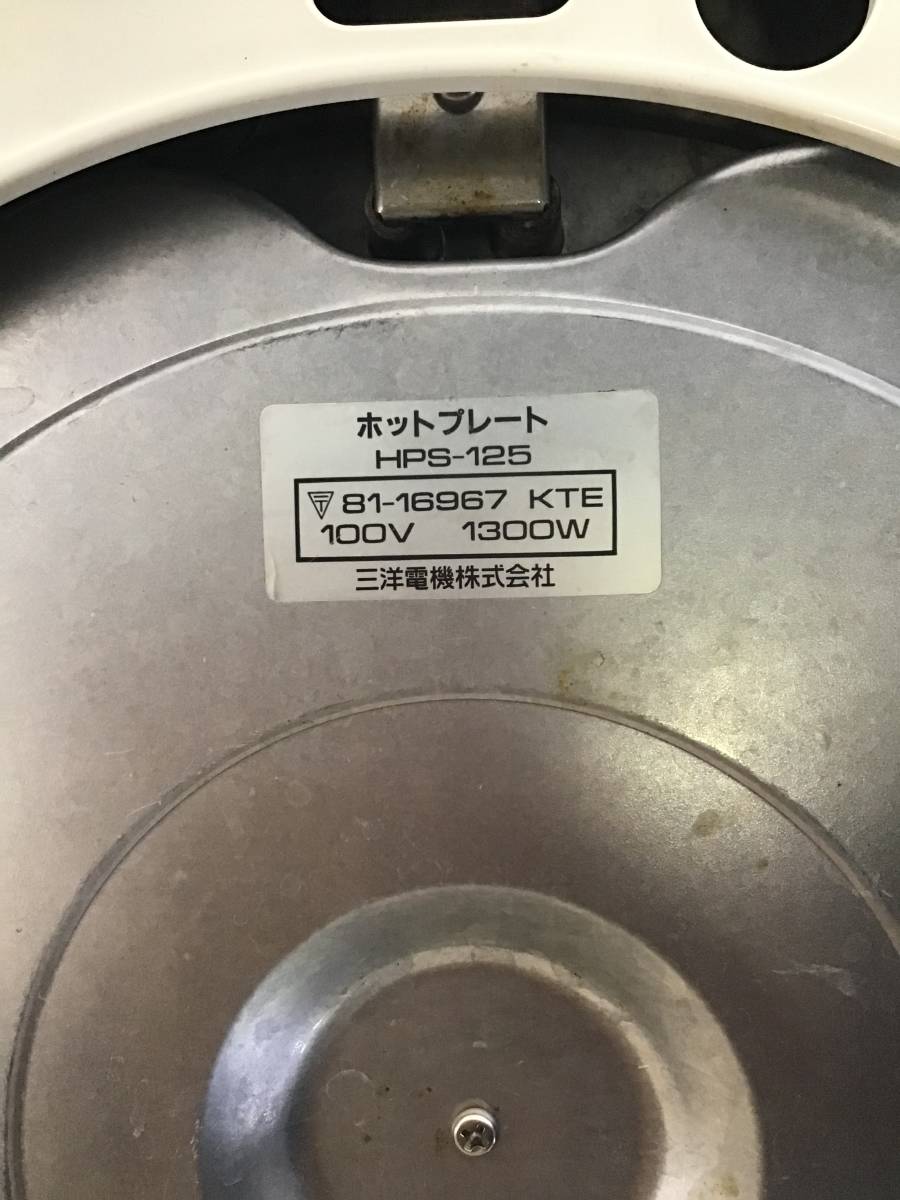 ホットプレート
HPS-125
81-16967 KTE
100V 1300W
三洋電機株式会社